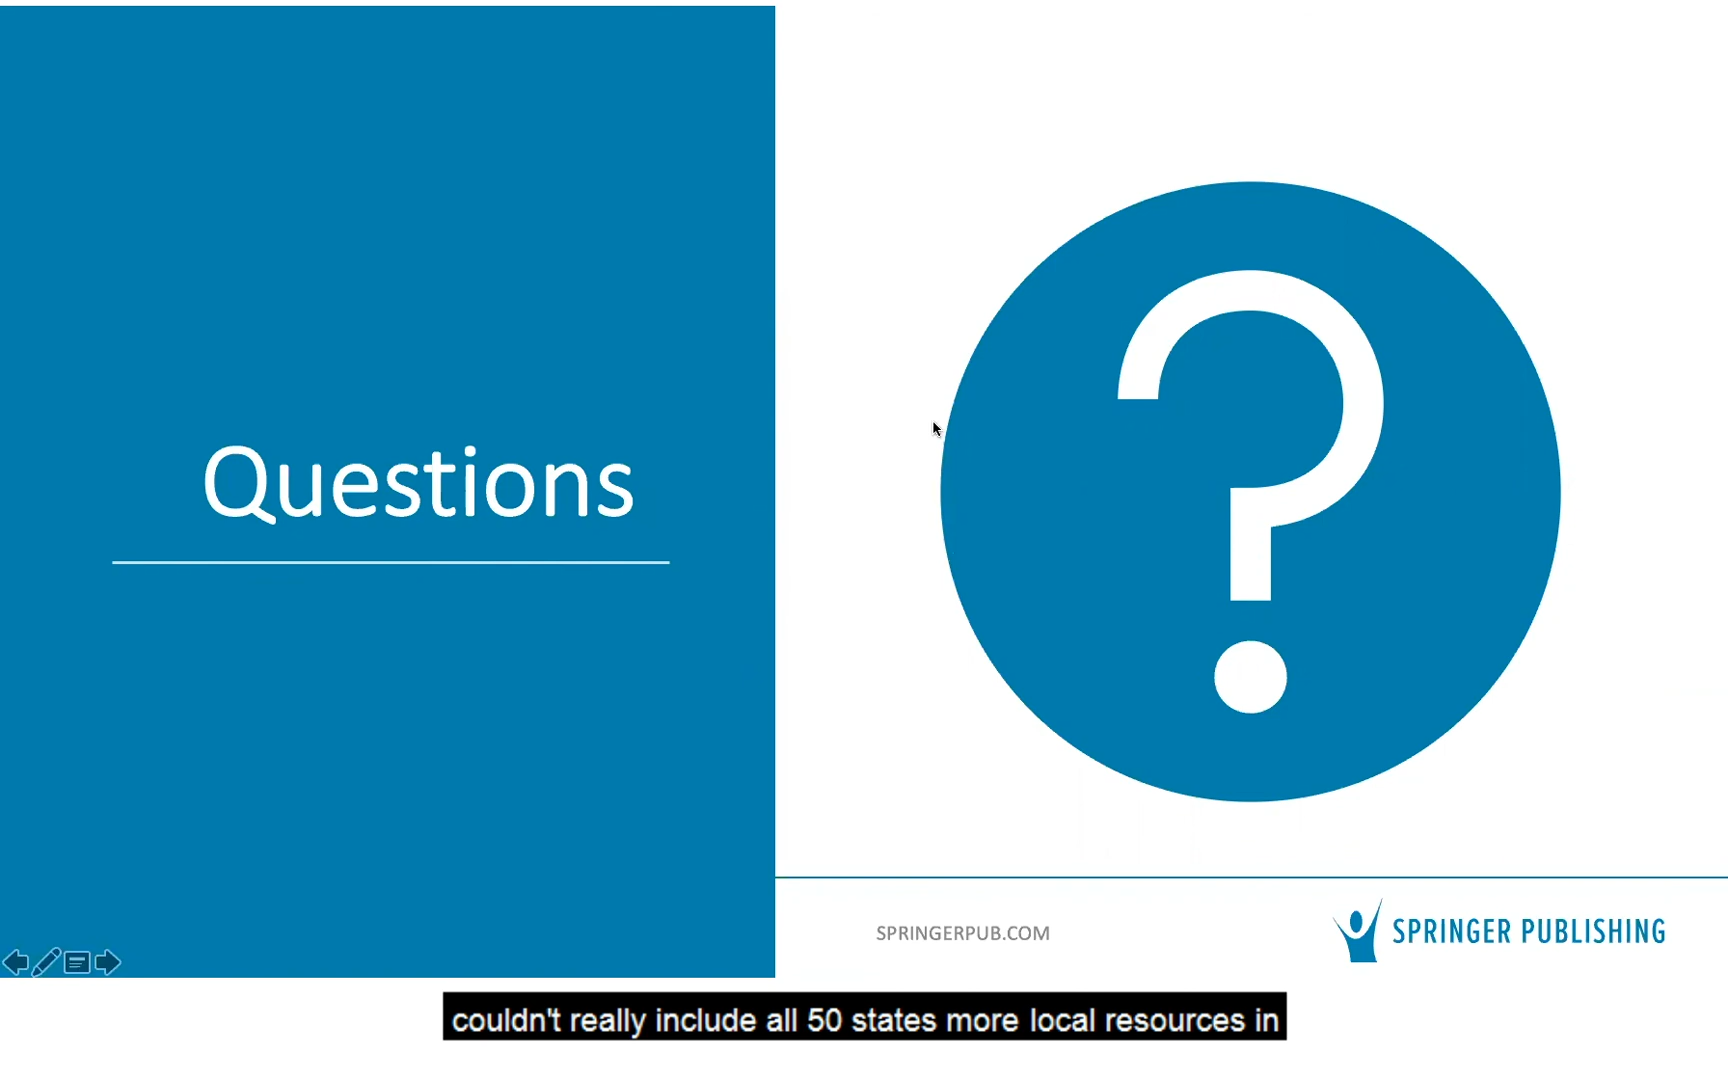 Questions
?
SPRINGERPUB.COM
SPRINGER PUBLISHING
couldn't really include all 50 states more local resources in